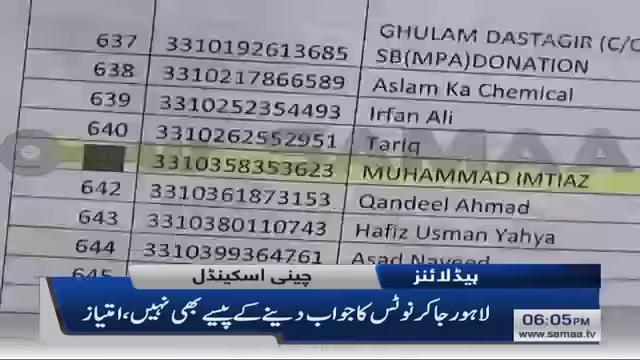 637 3310192613685 GHULAM DASTAGIR (C/O
SB(MPA)DONATION
638 3310217866589 Aslam Ka Chemical
639 3310252354493 Irfan Ali
640 3310262552951 Tariq
SAMAA
3310358353623 MUHAMMAD IMTIAZ
642 3310361873153 Qandeel Ahmad
643 3310380110743 Hafiz Usman Yahya
644 3310399364761 Asad Naveed
645
ہیڈلائنز چینی اسکینڈل
لاہور جا کر نوٹس کا جواب دینے کے پیسے بھی نہیں، امتیاز
06:05PM
www.samaa.tv